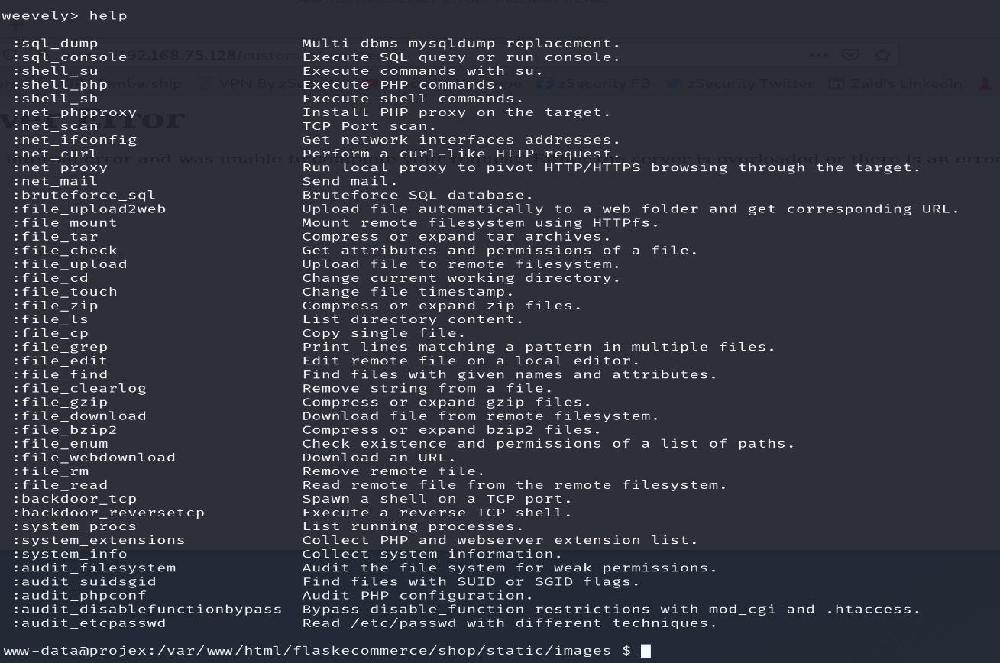 weevely> help
:sql_dump Multi dbms mysqldump replacement.
:sql_console Execute SQL query or run console.
:shell_su Execute commands with su.
:shell_php Execute PHP commands.
:shell_sh Execute shell commands.
:net_phpproxy Install PHP proxy on the target.
:net_scan TCP Port scan.
:net_ifconfig Get network interfaces addresses.
:net_curl Perform a curl-like HTTP request.
:net_proxy Run local proxy to pivot HTTP/HTTPS browsing through the target.
:net_mail Send mail.
:bruteforce_sql Bruteforce SQL database.
:file_upload2web Upload file automatically to a web folder and get corresponding URL.
:file_mount Mount remote filesystem using HTTPfs.
:file_tar Compress or expand tar archives.
:file_check Get attributes and permissions of a file.
:file_upload Upload file to remote filesystem.
:file_cd Change current working directory.
:file_touch Change file timestamp.
:file_zip Compress or expand zip files.
:file_ls List directory content.
:file_cp Copy single file.
:file_grep Print lines matching a pattern in multiple files.
:file_edit Edit remote file on a local editor.
:file_find Find files with given names and attributes.
:file_clearlog Remove string from a file.
:file_gzip Compress or expand gzip files.
:file_download Download file from remote filesystem.
:file_bzip2 Compress or expand bzip2 files.
:file_enum Check existence and permissions of a list of paths.
:file_webdownload Download an URL.
:file_rm Remove remote file.
:file_read Read remote file from the remote filesystem.
:backdoor_tcp Spawn a shell on a TCP port.
:backdoor_reversetcp Execute a reverse TCP shell.
:system_procs List running processes.
:system_extensions Collect PHP and webserver extension list.
:system_info Collect system information.
:audit_filesystem Audit the file system for weak permissions.
:audit_suidsgid Find files with SUID or SGID flags.
:audit_phpconf Audit PHP configuration.
:audit_disablefunctionbypass Bypass disable_function restrictions with mod_cgi and .htaccess.
:audit_etcpasswd Read /etc/passwd with different techniques.
www-data@projex:/var/www/html/flaskecommerce/shop/static/images $